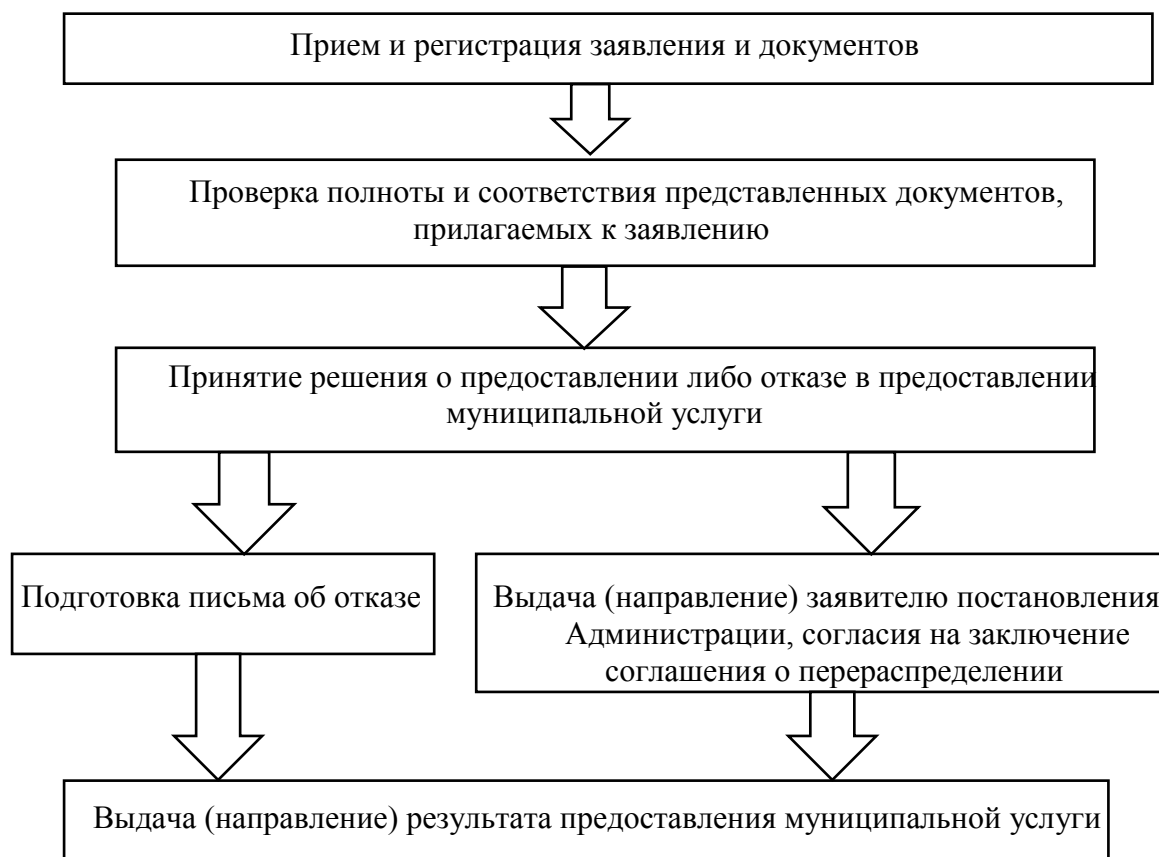 Прием и регистрация заявления и документов
Проверка полноты и соответствия представленных документов,
прилагаемых к заявлению
Принятие решения о предоставлении либо отказе в предоставлении
муниципальной услуги
Подготовка письма об отказе
Выдача (направление) заявителю постановления
Администрации, согласия на заключение
соглашения о перераспределении
Выдача (направление) результата предоставления муниципальной услуги